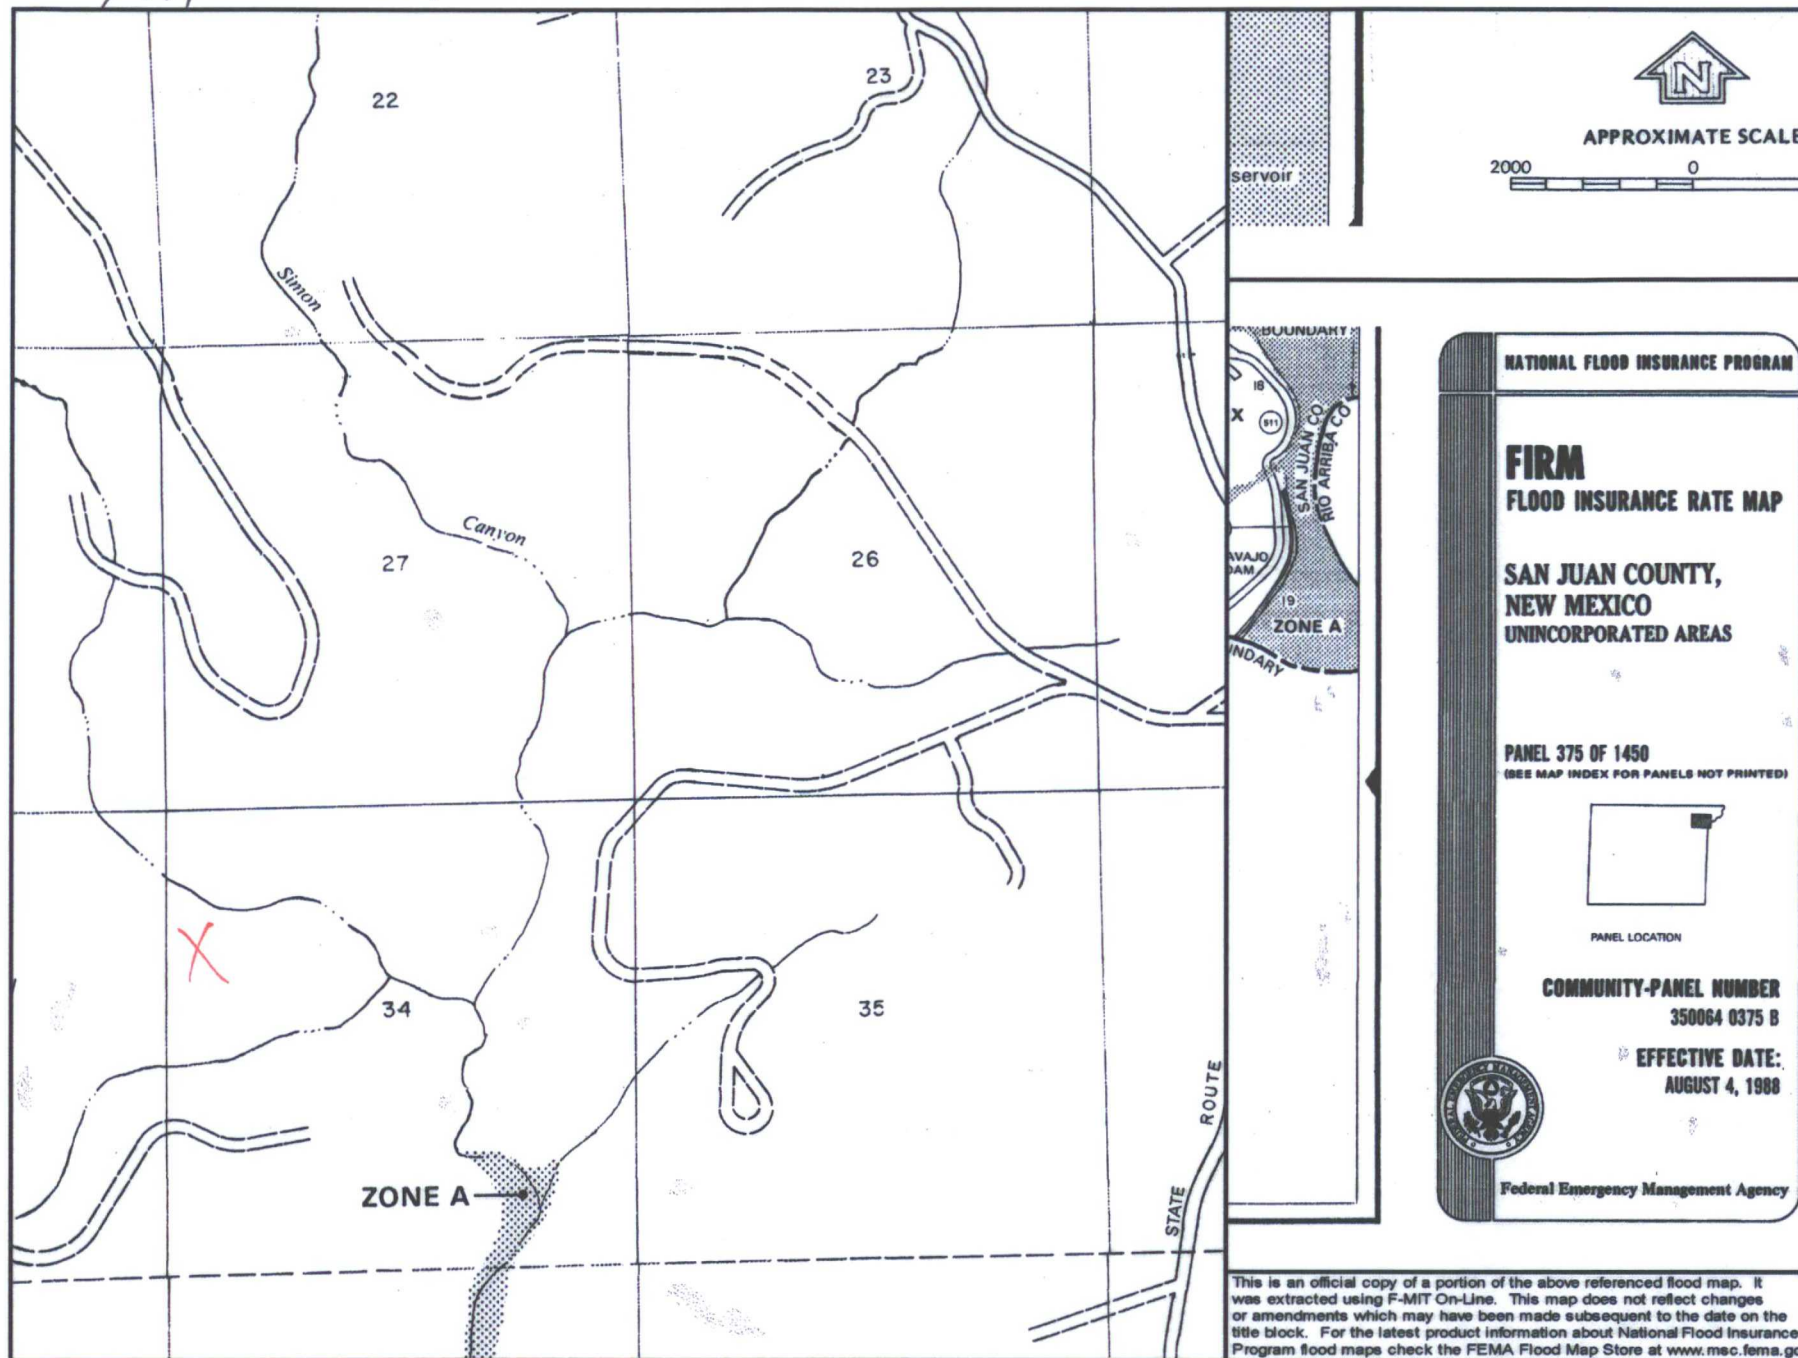 22
23
Simon
Canyon
27
26
34
35
ZONE A
STATE
ROUTE
servoir
N
APPROXIMATE SCALE
2000
0
BOUNDARY
18
X
511
SAN JUAN CO
RIO ARRIBA CO
AVAJO
DAM
19
ZONE A
UNDARY
NATIONAL FLOOD INSURANCE PROGRAM
FIRM
FLOOD INSURANCE RATE MAP
SAN JUAN COUNTY,
NEW MEXICO
UNINCORPORATED AREAS
PANEL 375 OF 1450
(SEE MAP INDEX FOR PANELS NOT PRINTED)
PANEL LOCATION
COMMUNITY-PANEL NUMBER
350064 0375 B
EFFECTIVE DATE:
AUGUST 4, 1988
Federal Emergency Management Agency
This is an official copy of a portion of the above referenced flood map. It
was extracted using F-MIT On-Line. This map does not reflect changes
or amendments which may have been made subsequent to the date on the
title block. For the latest product information about National Flood Insurance
Program flood maps check the FEMA Flood Map Store at www.msc.fema.go